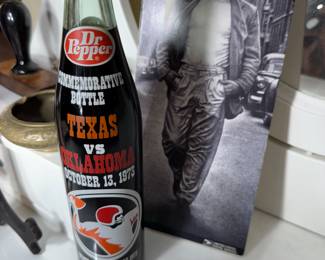 Dr
Pepper
COMMEMORATIVE
BOTTLE
TEXAS
VS
OKLAHOMA
OCTOBER 13, 1973